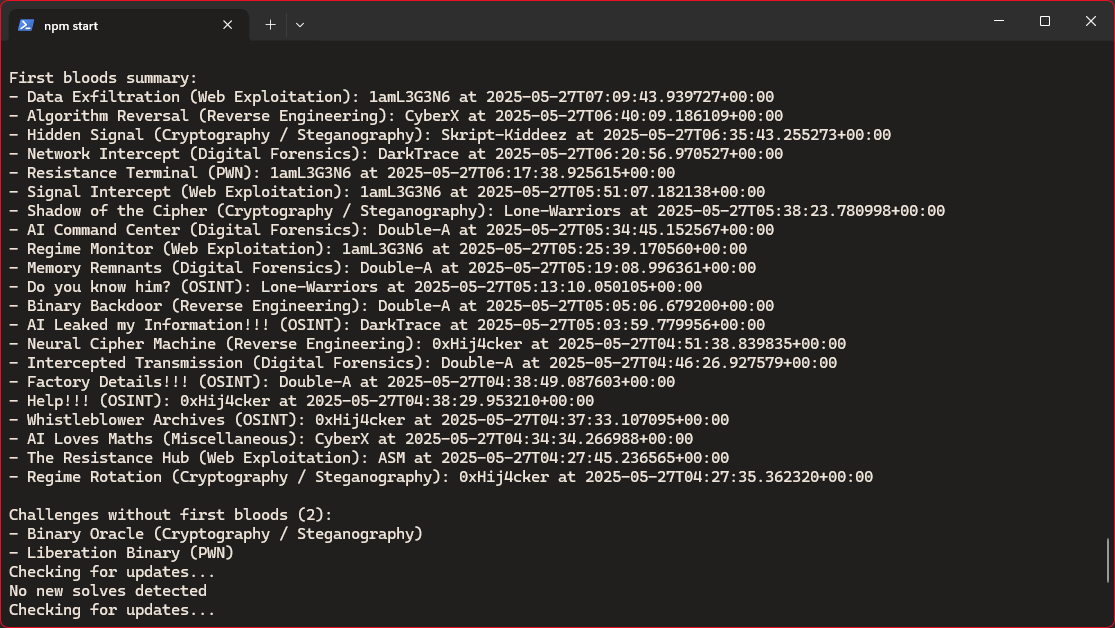 npm start
First bloods summary:
- Data Exfiltration (Web Exploitation): 1amL3G3N6 at 2025-05-27T07:09:43.939727+00:00
- Algorithm Reversal (Reverse Engineering): CyberX at 2025-05-27T06:40:09.186109+00:00
- Hidden Signal (Cryptography / Steganography): Skript-Kiddeez at 2025-05-27T06:35:43.255273+00:00
- Network Intercept (Digital Forensics): DarkTrace at 2025-05-27T06:20:56.970527+00:00
- Resistance Terminal (PWN): 1amL3G3N6 at 2025-05-27T06:17:38.925615+00:00
- Signal Intercept (Web Exploitation): 1amL3G3N6 at 2025-05-27T05:51:07.182138+00:00
- Shadow of the Cipher (Cryptography / Steganography): Lone-Warriors at 2025-05-27T05:38:23.780998+00:00
- AI Command Center (Digital Forensics): Double-A at 2025-05-27T05:34:45.152567+00:00
- Regime Monitor (Web Exploitation): 1amL3G3N6 at 2025-05-27T05:25:39.170560+00:00
- Memory Remnants (Digital Forensics): Double-A at 2025-05-27T05:19:08.996361+00:00
- Do you know him? (OSINT): Lone-Warriors at 2025-05-27T05:13:10.050105+00:00
- Binary Backdoor (Reverse Engineering): Double-A at 2025-05-27T05:05:06.679200+00:00
- AI Leaked my Information!!! (OSINT): DarkTrace at 2025-05-27T05:03:59.779956+00:00
- Neural Cipher Machine (Reverse Engineering): 0xHij4cker at 2025-05-27T04:51:38.839835+00:00
- Intercepted Transmission (Digital Forensics): Double-A at 2025-05-27T04:46:26.927579+00:00
- Factory Details!!! (OSINT): Double-A at 2025-05-27T04:38:49.087603+00:00
- Help!!! (OSINT): 0xHij4cker at 2025-05-27T04:38:29.953210+00:00
- Whistleblower Archives (OSINT): 0xHij4cker at 2025-05-27T04:37:33.107095+00:00
- AI Loves Maths (Miscellaneous): CyberX at 2025-05-27T04:34:34.266988+00:00
- The Resistance Hub (Web Exploitation): ASM at 2025-05-27T04:27:45.236565+00:00
- Regime Rotation (Cryptography / Steganography): 0xHij4cker at 2025-05-27T04:27:35.362320+00:00
Challenges without first bloods (2):
- Binary Oracle (Cryptography / Steganography)
- Liberation Binary (PWN)
Checking for updates...
No new solves detected
Checking for updates...